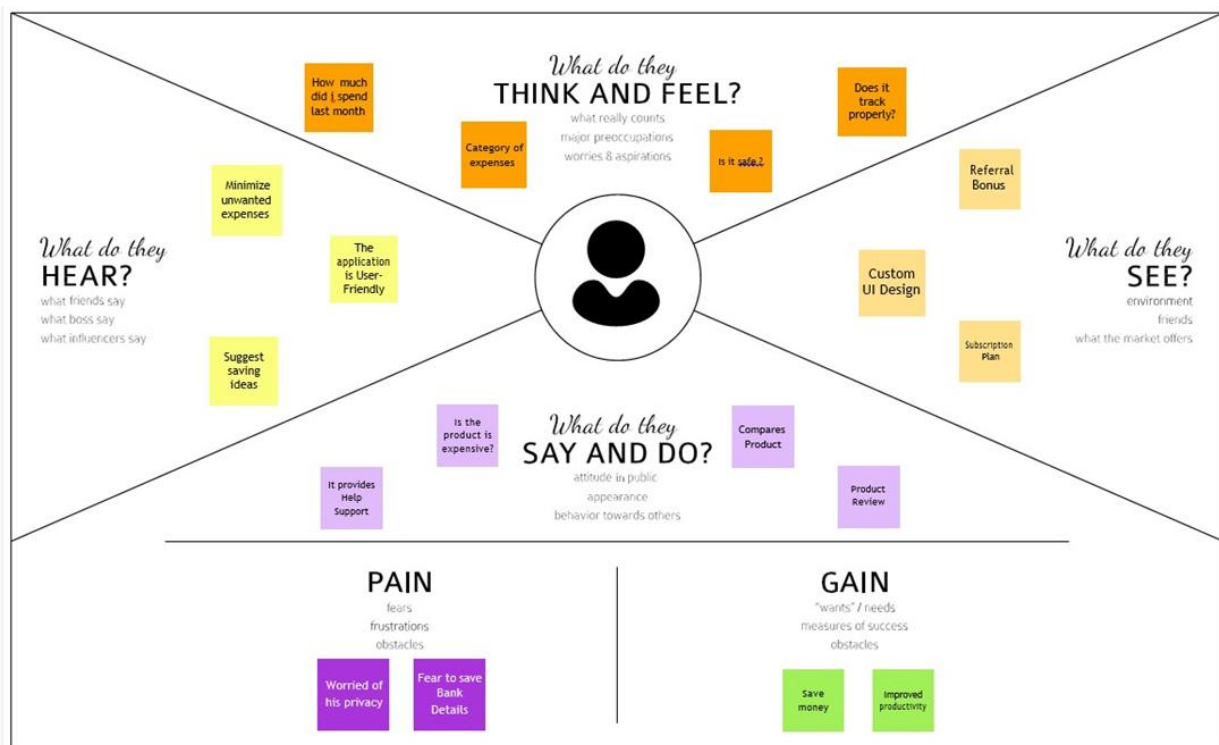 What do they
THINK AND FEEL?
what really counts
major preoccupations
worries & aspirations
How much
did i spend
last month
Category of
expenses
Is it safe.?
Does it
track
properly?
What do they
HEAR?
what friends say
what boss say
what influencers say
Minimize
unwanted
expenses
The
application
is User-
Friendly
Suggest
saving
ideas
What do they
SEE?
environment
friends
what the market offers
Referral
Bonus
Custom
UI Design
Subscription
Plan
What do they
SAY AND DO?
attitude in public
appearance
behavior towards others
Is the
product is
expensive?
It provides
Help
Support
Compares
Product
Product
Review
PAIN
fears
frustrations
obstacles
Worried of
his privacy
Fear to save
Bank
Details
GAIN
"wants" / needs
measures of success
obstacles
Save
money
Improved
productivity